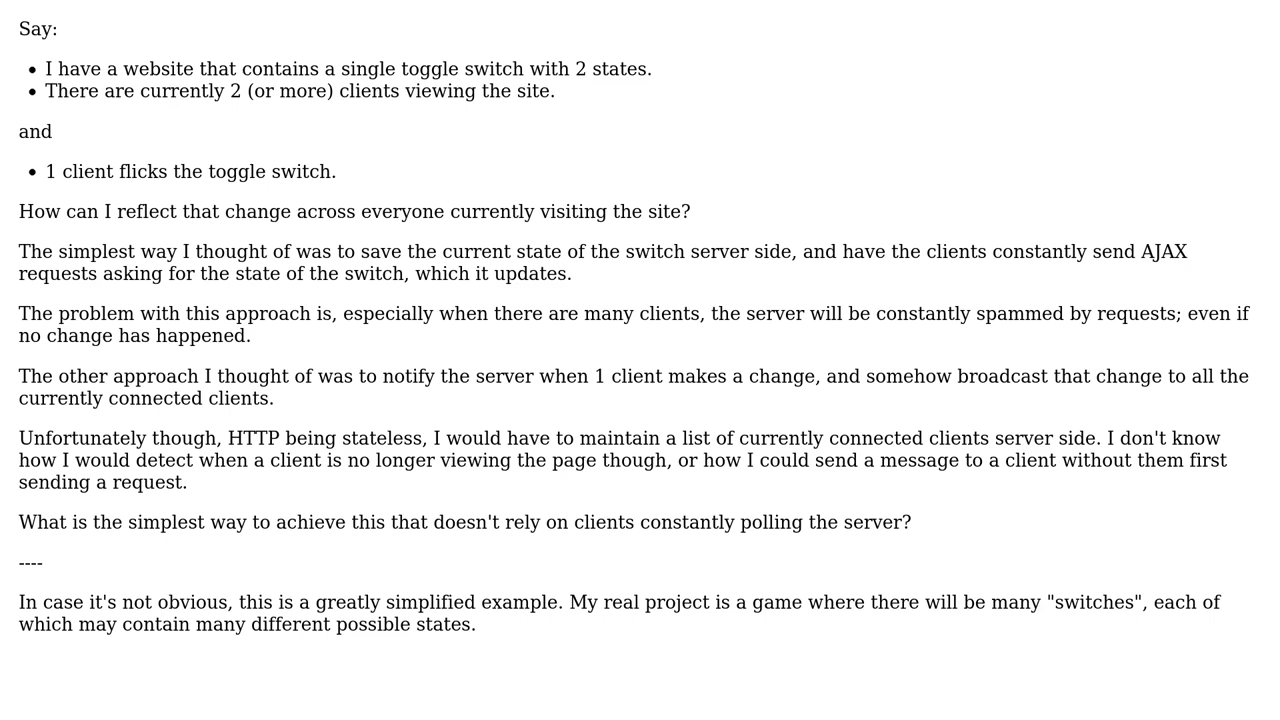 Say:
• I have a website that contains a single toggle switch with 2 states.
• There are currently 2 (or more) clients viewing the site.
and
• 1 client flicks the toggle switch.
How can I reflect that change across everyone currently visiting the site?
The simplest way I thought of was to save the current state of the switch server side, and have the clients constantly send AJAX
requests asking for the state of the switch, which it updates.
The problem with this approach is, especially when there are many clients, the server will be constantly spammed by requests; even if
no change has happened.
The other approach I thought of was to notify the server when 1 client makes a change, and somehow broadcast that change to all the
currently connected clients.
Unfortunately though, HTTP being stateless, I would have to maintain a list of currently connected clients server side. I don't know
how I would detect when a client is no longer viewing the page though, or how I could send a message to a client without them first
sending a request.
What is the simplest way to achieve this that doesn't rely on clients constantly polling the server?
----
In case it's not obvious, this is a greatly simplified example. My real project is a game where there will be many "switches", each of
which may contain many different possible states.